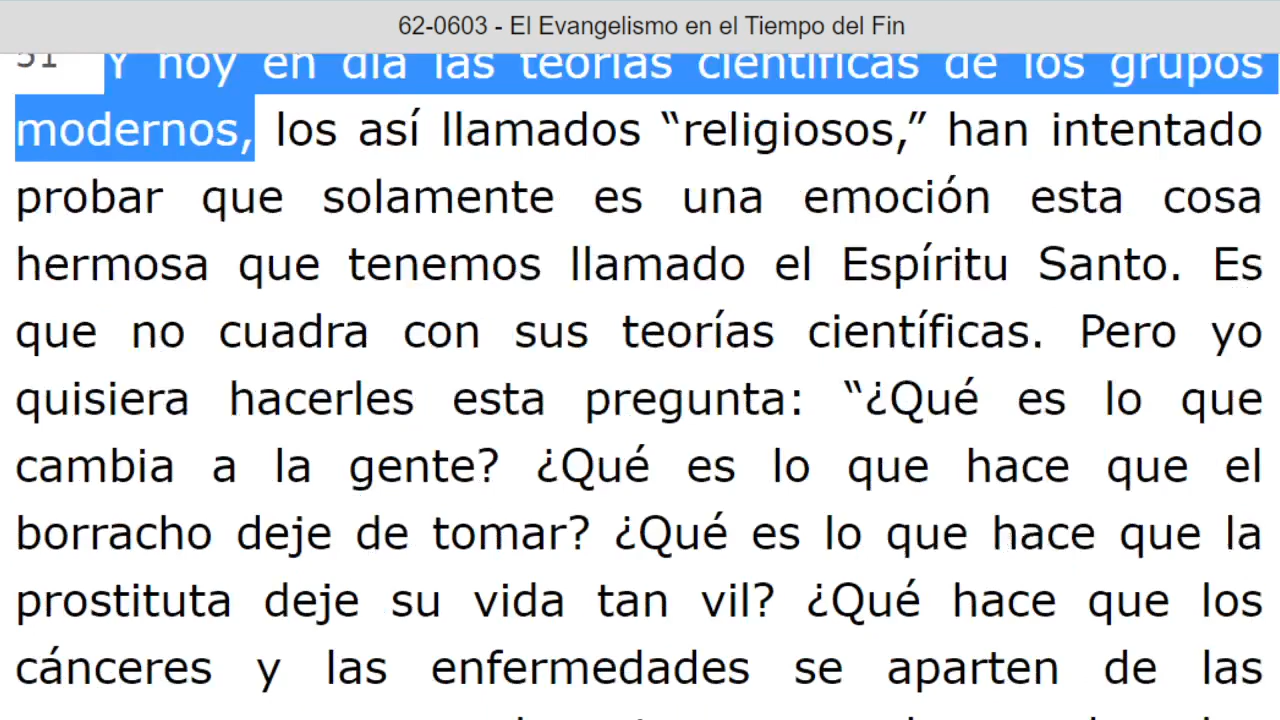 62-0603 - El Evangelismo en el Tiempo del Fin
51 Y hoy en día las teorías científicas de los grupos
modernos, los así llamados “religiosos,” han intentado
probar que solamente es una emoción esta cosa
hermosa que tenemos llamado el Espíritu Santo. Es
que no cuadra con sus teorías científicas. Pero yo
quisiera hacerles esta pregunta: “¿Qué es lo que
cambia a la gente? ¿Qué es lo que hace que el
borracho deje de tomar? ¿Qué es lo que hace que la
prostituta deje su vida tan vil? ¿Qué hace que los
cánceres y las enfermedades se aparten de las